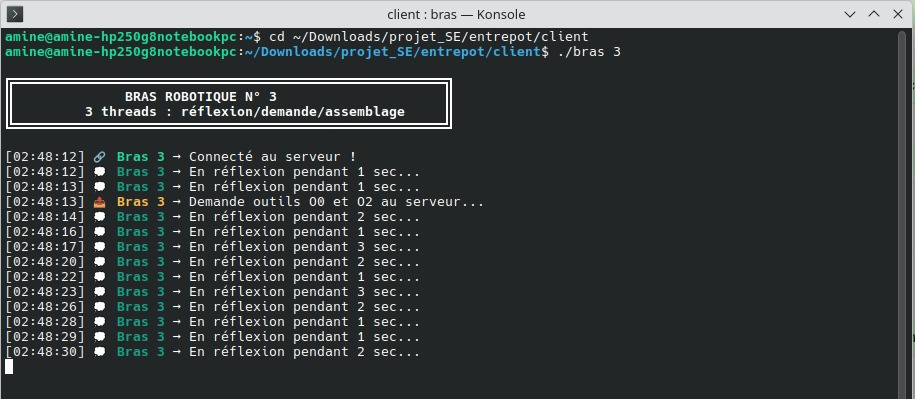 client : bras — Konsole
amine@amine-hp250g8notebookpc:~$ cd ~/Downloads/projet_SE/entrepot/client
amine@amine-hp250g8notebookpc:~/Downloads/projet_SE/entrepot/client$ ./bras 3
BRAS ROBOTIQUE N° 3
3 threads : réflexion/demande/assemblage
[02:48:12] 🔗 Bras 3 → Connecté au serveur !
[02:48:12] 💭 Bras 3 → En réflexion pendant 1 sec...
[02:48:13] 💭 Bras 3 → En réflexion pendant 1 sec...
[02:48:13] 📤 Bras 3 → Demande outils O0 et O2 au serveur...
[02:48:14] 💭 Bras 3 → En réflexion pendant 2 sec...
[02:48:16] 💭 Bras 3 → En réflexion pendant 1 sec...
[02:48:17] 💭 Bras 3 → En réflexion pendant 3 sec...
[02:48:20] 💭 Bras 3 → En réflexion pendant 2 sec...
[02:48:22] 💭 Bras 3 → En réflexion pendant 1 sec...
[02:48:23] 💭 Bras 3 → En réflexion pendant 3 sec...
[02:48:26] 💭 Bras 3 → En réflexion pendant 2 sec...
[02:48:28] 💭 Bras 3 → En réflexion pendant 1 sec...
[02:48:29] 💭 Bras 3 → En réflexion pendant 1 sec...
[02:48:30] 💭 Bras 3 → En réflexion pendant 2 sec...